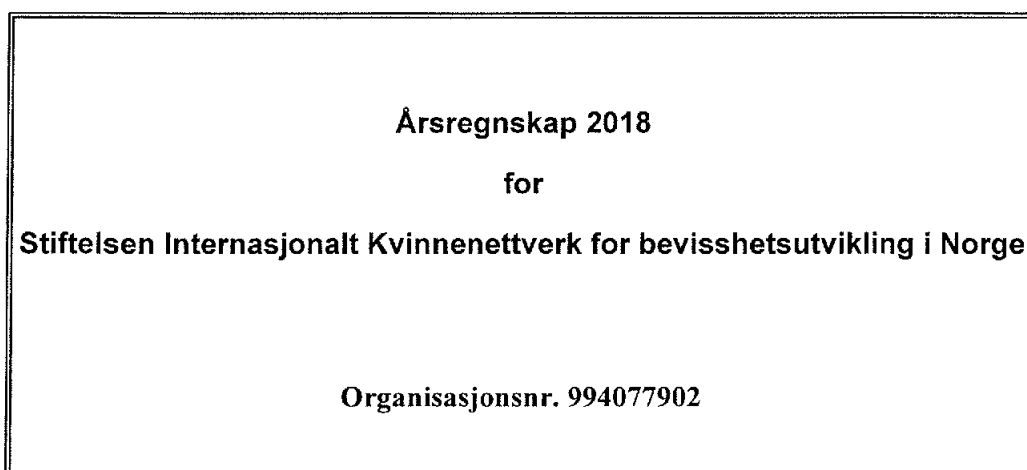 Årsregnskap 2018
for
Stiftelsen Internasjonalt Kvinnenettverk for bevisshetsutvikling i Norge
Organisasjonsnr. 994077902